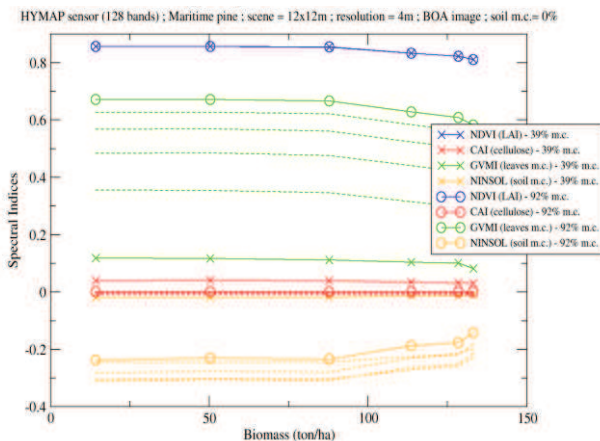 HYMAP sensor (128 bands) ; Maritime pine ; scene = 12x12m ; resolution = 4m ; BOA image ; soil m.c.= 0%
0.8
0.6
0.4
0.2
0
-0.2
-0.4
Spectral Indices
NDVI (LAI) - 39% m.c.
CAI (cellulose) - 39% m.c.
GVMI (leaves m.c.) - 39% m.c.
NINSOL (soil m.c.) - 39% m.c.
NDVI (LAI) - 92% m.c.
CAI (cellulose) - 92% m.c.
GVMI (leaves m.c.) - 92% m.c.
NINSOL (soil m.c.) - 92% m.c.
0 50 100 150
Biomass (ton/ha)